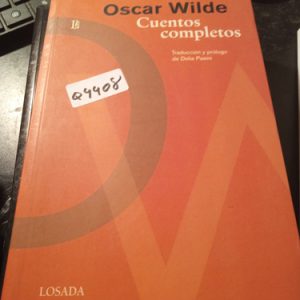 Oscar Wilde
Cuentos
completos
Traducción y prólogo
de Delia Pasini
Q4408
LOSADA